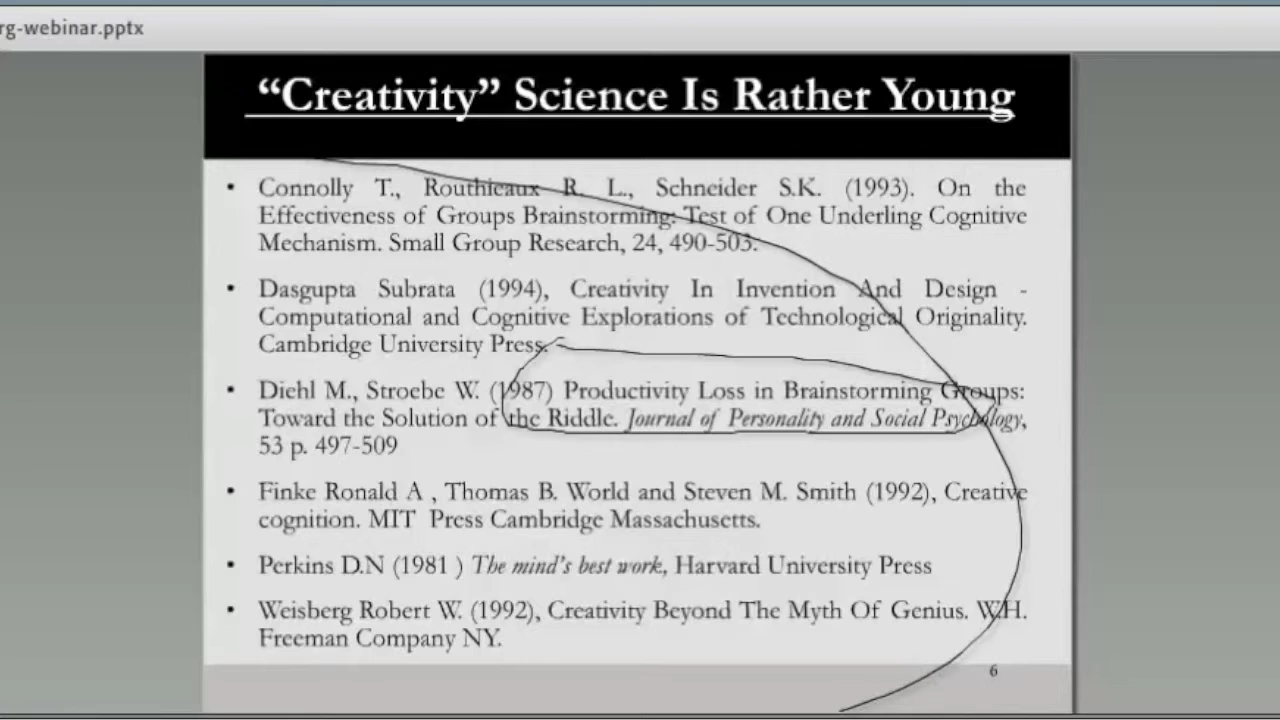 rg-webinar.pptx
“Creativity” Science Is Rather Young
• Connolly T., Routhieaux R. L., Schneider S.K. (1993). On the
Effectiveness of Groups Brainstorming: Test of One Underling Cognitive
Mechanism. Small Group Research, 24, 490-503.
• Dasgupta Subrata (1994), Creativity In Invention And Design -
Computational and Cognitive Explorations of Technological Originality.
Cambridge University Press.
• Diehl M., Stroebe W. (1987) Productivity Loss in Brainstorming Groups:
Toward the Solution of the Riddle. Journal of Personality and Social Psychology,
53 p. 497-509
• Finke Ronald A , Thomas B. World and Steven M. Smith (1992), Creative
cognition. MIT Press Cambridge Massachusetts.
• Perkins D.N (1981 ) The mind’s best work, Harvard University Press
• Weisberg Robert W. (1992), Creativity Beyond The Myth Of Genius. W.H.
Freeman Company NY.
6